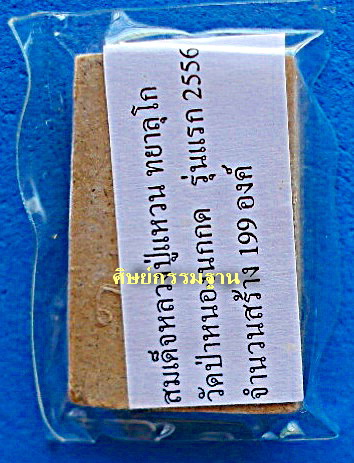 สมเด็จหลวงปู่แหวน ทยาลุโก
วัดป่าหนองนกกด รุ่นแรก 2556
จำนวนสร้าง 199 องค์
ศิษย์กรรมฐาน